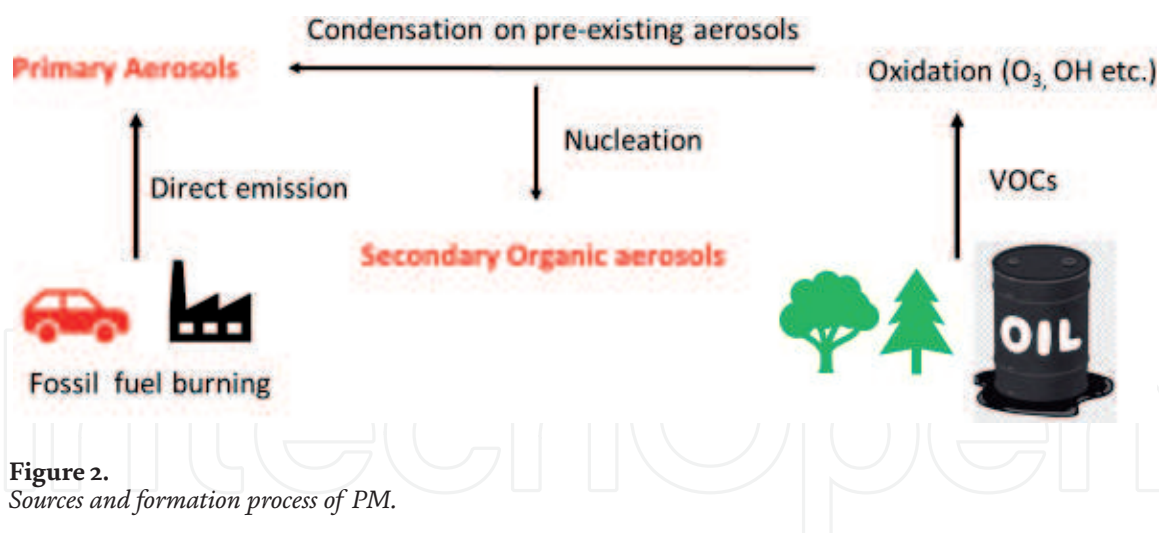 Condensation on pre-existing aerosols
Primary Aerosols
Oxidation (O₃, OH etc.)
Nucleation
Direct emission
VOCs
Secondary Organic aerosols
OIL
Fossil fuel burning
IntechOpen
Figure 2.
Sources and formation process of PM.